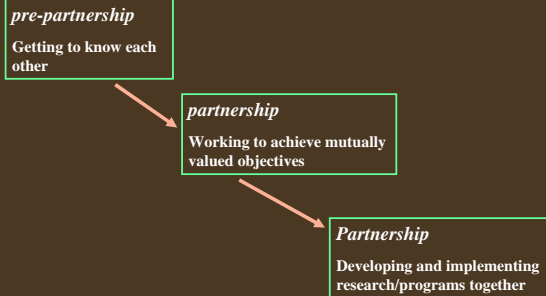 pre-partnership
Getting to know each
other
partnership
Working to achieve mutually
valued objectives
Partnership
Developing and implementing
research/programs together